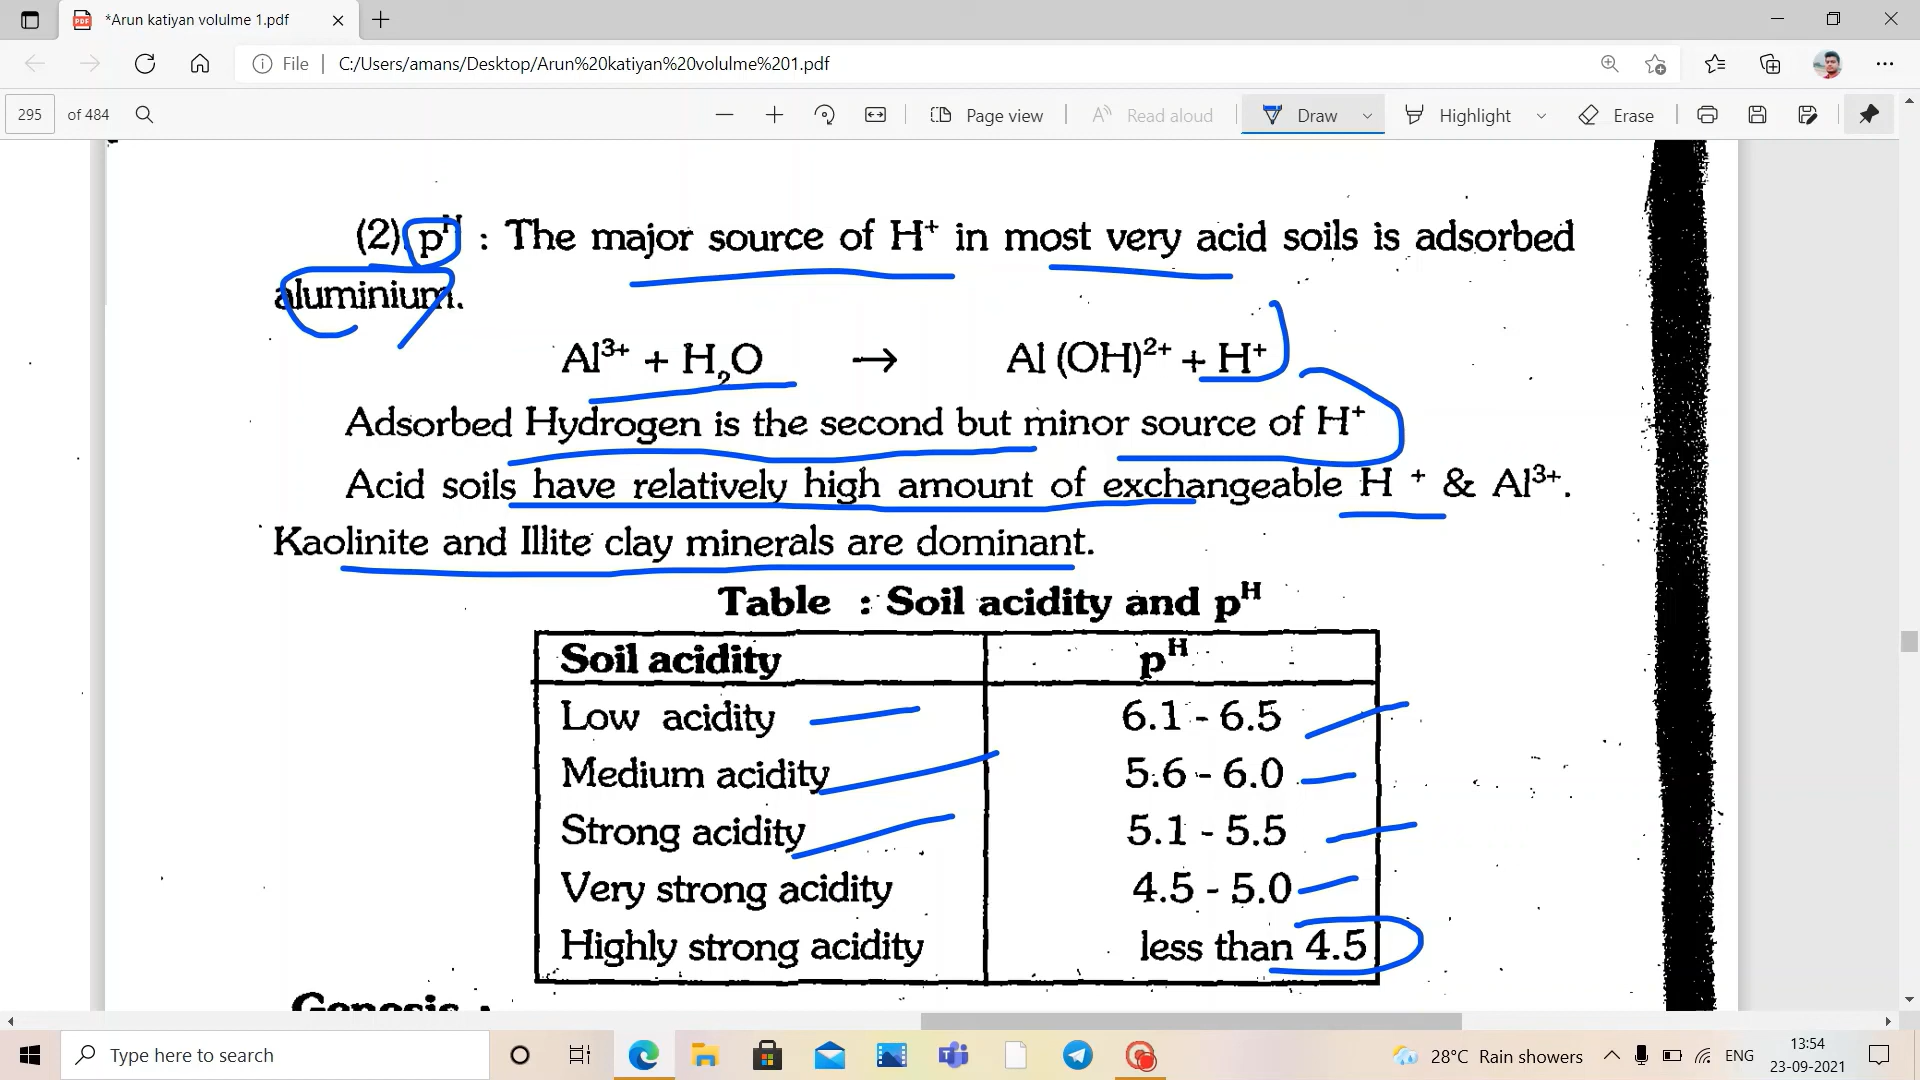 *Arun katiyan volulme 1.pdf
File
C:/Users/amans/Desktop/Arun%20katiyan%20volulme%201.pdf
295 of 484
Page view
Read aloud
Draw
Highlight
Erase
(2) pH : The major source of H+ in most very acid soils is adsorbed
aluminium.
Al3+ + H2O → Al (OH)2+ + H+
Adsorbed Hydrogen is the second but minor source of H+
Acid soils have relatively high amount of exchangeable H + & Al3+.
Kaolinite and Illite clay minerals are dominant.
Table : Soil acidity and pH
Soil acidity pH
Low acidity 6.1 - 6.5
Medium acidity 5.6 - 6.0
Strong acidity 5.1 - 5.5
Very strong acidity 4.5 - 5.0
Highly strong acidity less than 4.5
Genesis :
Type here to search
28°C Rain showers
ENG
13:54
23-09-2021